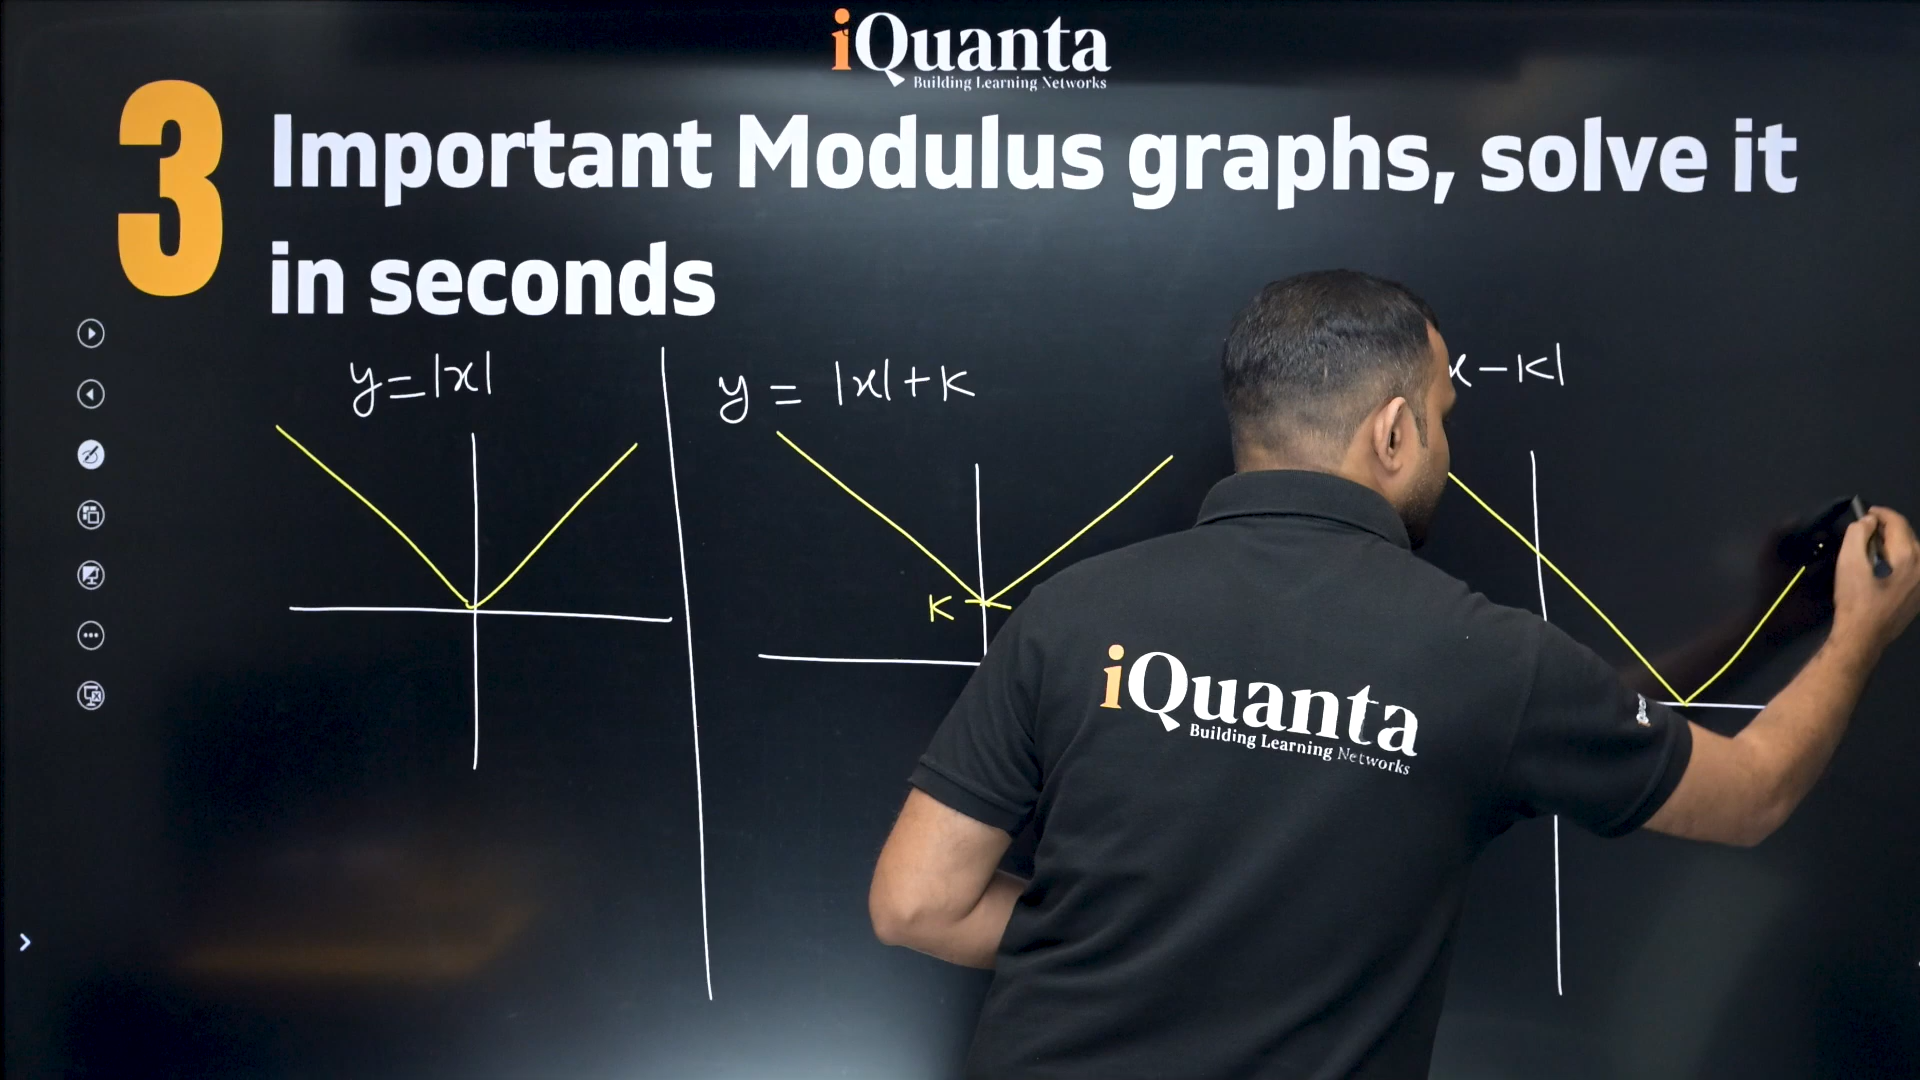 iQuanta
Building Learning Networks
3
Important Modulus graphs, solve it
in seconds
y = |x|
y = |x| + K
x - K|
K
iQuanta
Building Learning Networks